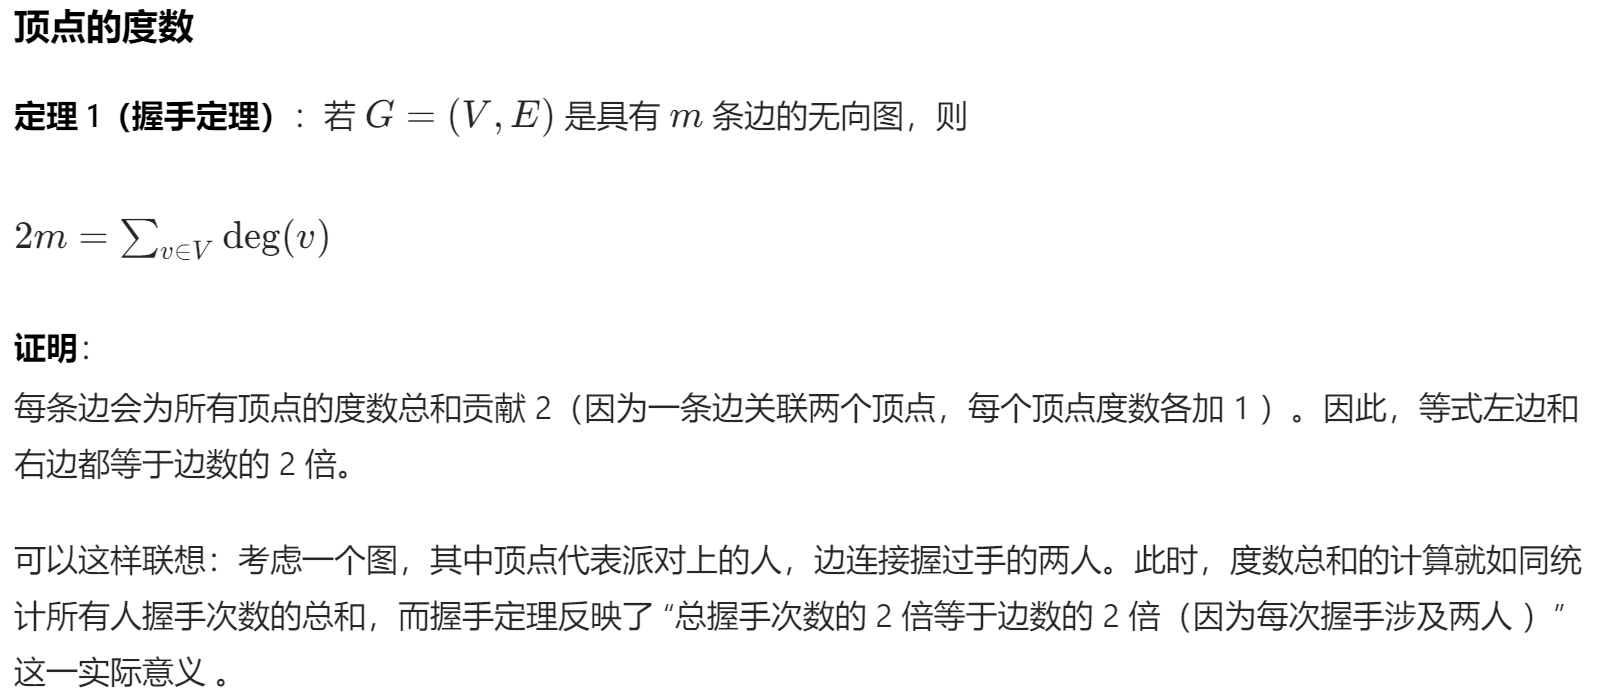 顶点的度数
定理 1（握手定理）：若 G = (V, E) 是具有 m 条边的无向图，则
2m = ∑_{v∈V} deg(v)
证明：
每条边会为所有顶点的度数总和贡献 2（因为一条边关联两个顶点，每个顶点度数各加 1 ）。因此，等式左边和
右边都等于边数的 2 倍。
可以这样联想：考虑一个图，其中顶点代表派对上的人，边连接握过手的两人。此时，度数总和的计算就如同统
计所有人握手次数的总和，而握手定理反映了 “总握手次数的 2 倍等于边数的 2 倍（因为每次握手涉及两人 ）”
这一实际意义 。